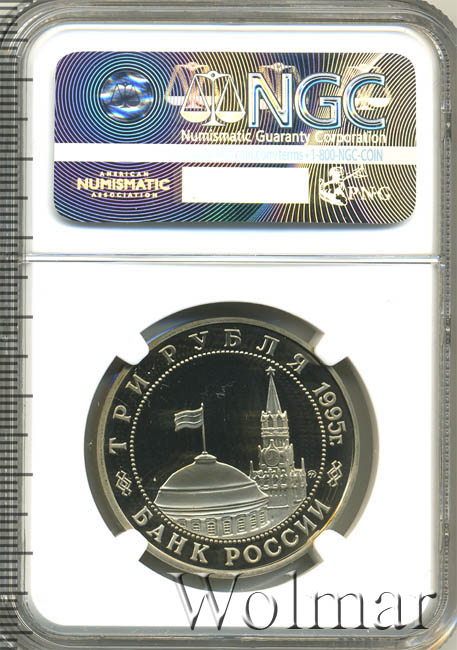 NGC
Numismatic Guaranty Corporation
1-800-NGC-COIN
AMERICAN
NUMISMATIC
ASSOCIATION
PNG
ТРИ РУБЛЯ 1995г.
БАНК РОССИИ
Wolmar